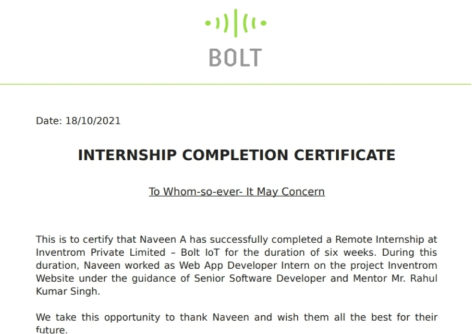 BOLT
Date: 18/10/2021
INTERNSHIP COMPLETION CERTIFICATE
To Whom-so-ever- It May Concern
This is to certify that Naveen A has successfully completed a Remote Internship at
Inventrom Private Limited – Bolt IoT for the duration of six weeks. During this
duration, Naveen worked as Web App Developer Intern on the project Inventrom
Website under the guidance of Senior Software Developer and Mentor Mr. Rahul
Kumar Singh.
We take this opportunity to thank Naveen and wish them all the best for their
future.